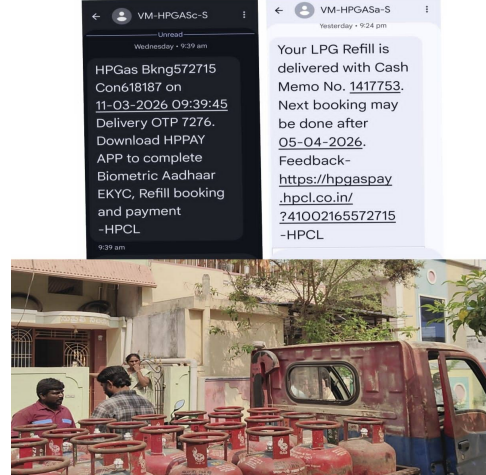 VM-HPGASc-S
Unread
Wednesday • 9:39 am
HPGas Bkng572715
Con618187 on
11-03-2026 09:39:45
Delivery OTP 7276.
Download HPPAY
APP to complete
Biometric Aadhaar
EKYC, Refill booking
and payment
-HPCL
9:39 am
VM-HPGASa-S
Yesterday • 9:24 pm
Your LPG Refill is
delivered with Cash
Memo No. 1417753.
Next booking may
be done after
05-04-2026.
Feedback-
https://hpgaspay
.hpcl.co.in/
?41002165572715
-HPCL